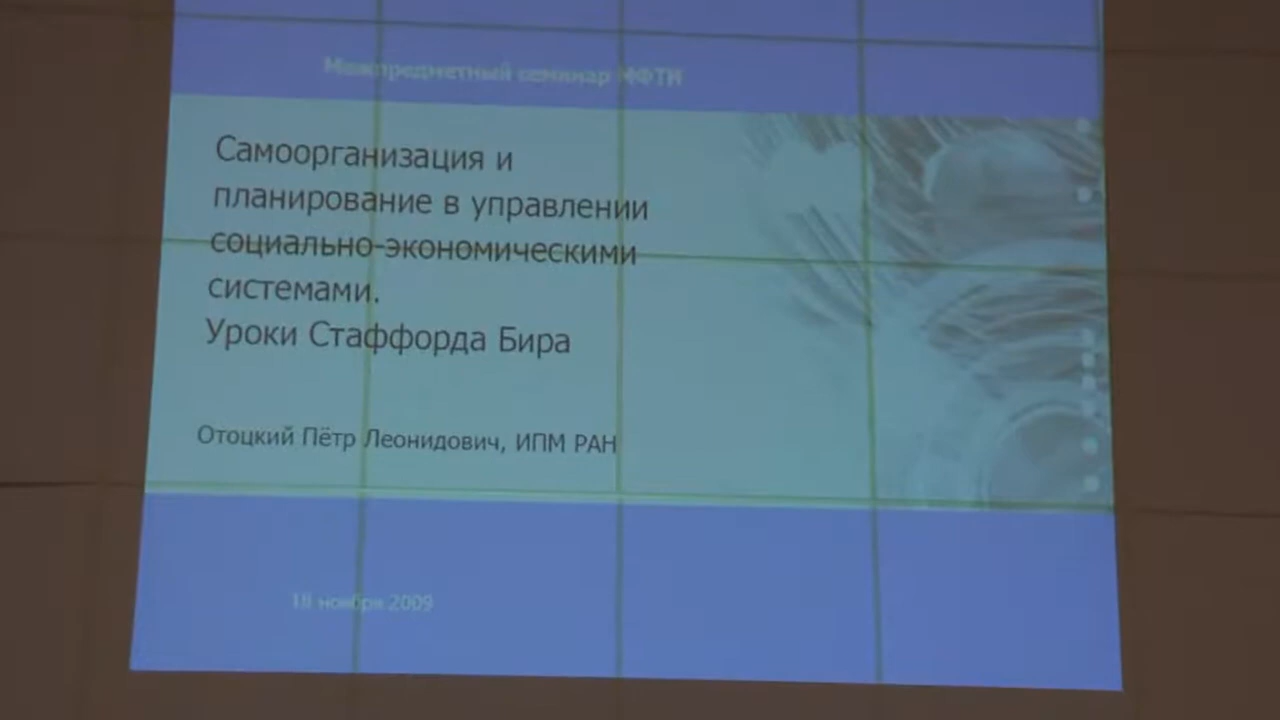 Межпредметный семинар МФТИ
Самоорганизация и
планирование в управлении
социально-экономическими
системами.
Уроки Стаффорда Бира
Отоцкий Пётр Леонидович, ИПМ РАН
18 ноября 2009